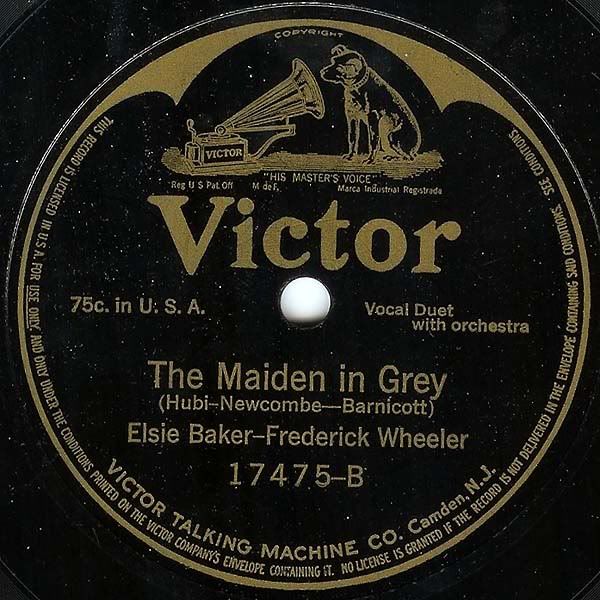 COPYRIGHT
VICTOR
"HIS MASTER'S VOICE"
Reg U S Pat. Off M de F. Marca Industrial Registrada
Victor
75c. in U. S. A.
Vocal Duet
with orchestra
The Maiden in Grey
(Hubi–Newcombe—Barnicott)
Elsie Baker–Frederick Wheeler
17475–B
VICTOR TALKING MACHINE CO. Camden, N.J.
THIS RECORD IS LICENSED IN U.S.A. FOR USE ONLY, AND ONLY UNDER THE CONDITIONS PRINTED ON THE VICTOR COMPANY'S ENVELOPE CONTAINING IT. NO LICENSE IS GRANTED IF THE RECORD IS NOT DELIVERED IN THE ENVELOPE CONTAINING SAID CONDITIONS. SEE CONDITIONS